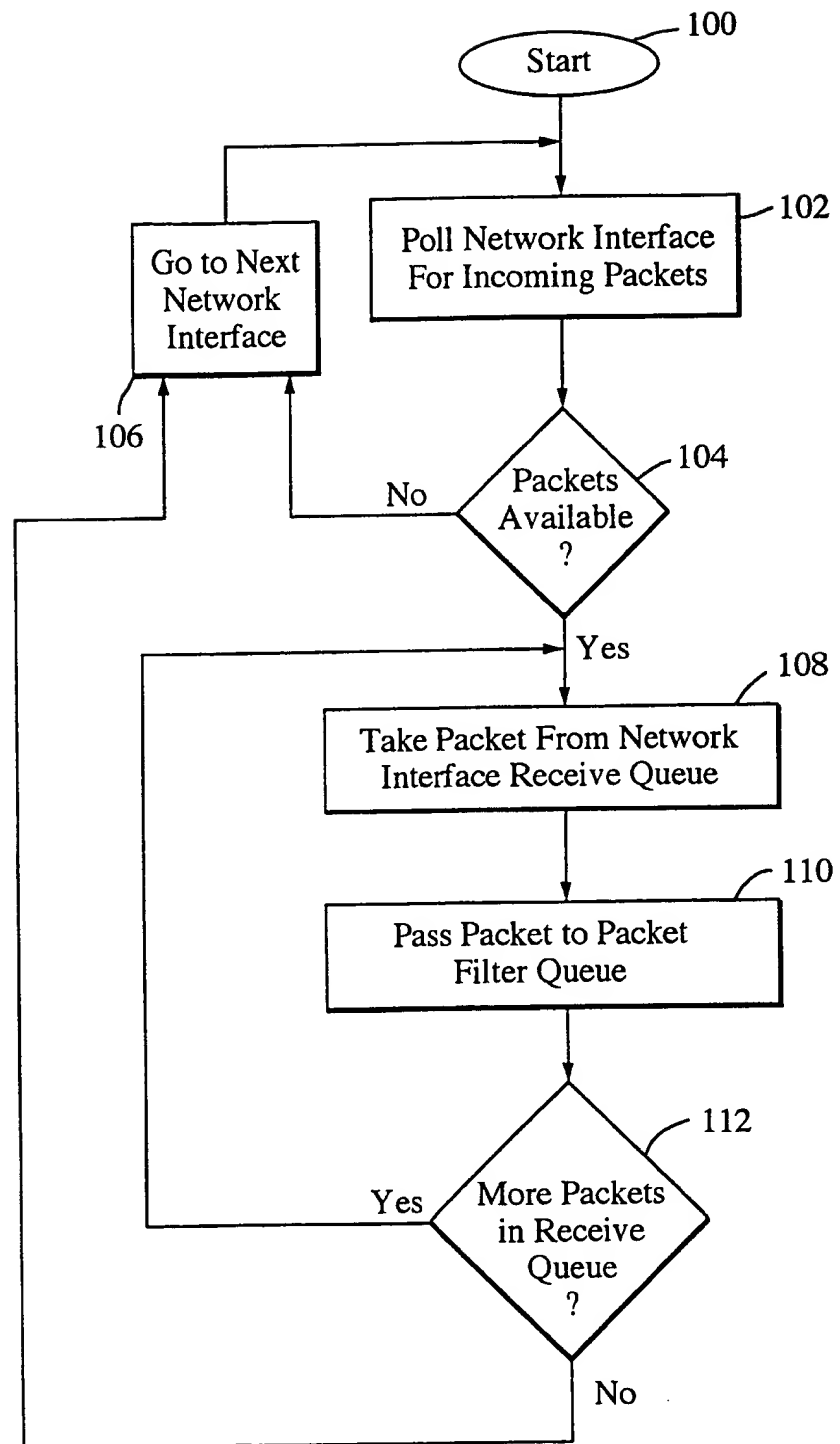 100
Start
102
Poll Network Interface
For Incoming Packets
Go to Next
Network
Interface
106
104
Packets
Available
?
No
Yes
108
Take Packet From Network
Interface Receive Queue
110
Pass Packet to Packet
Filter Queue
112
More Packets
in Receive
Queue
?
Yes
No